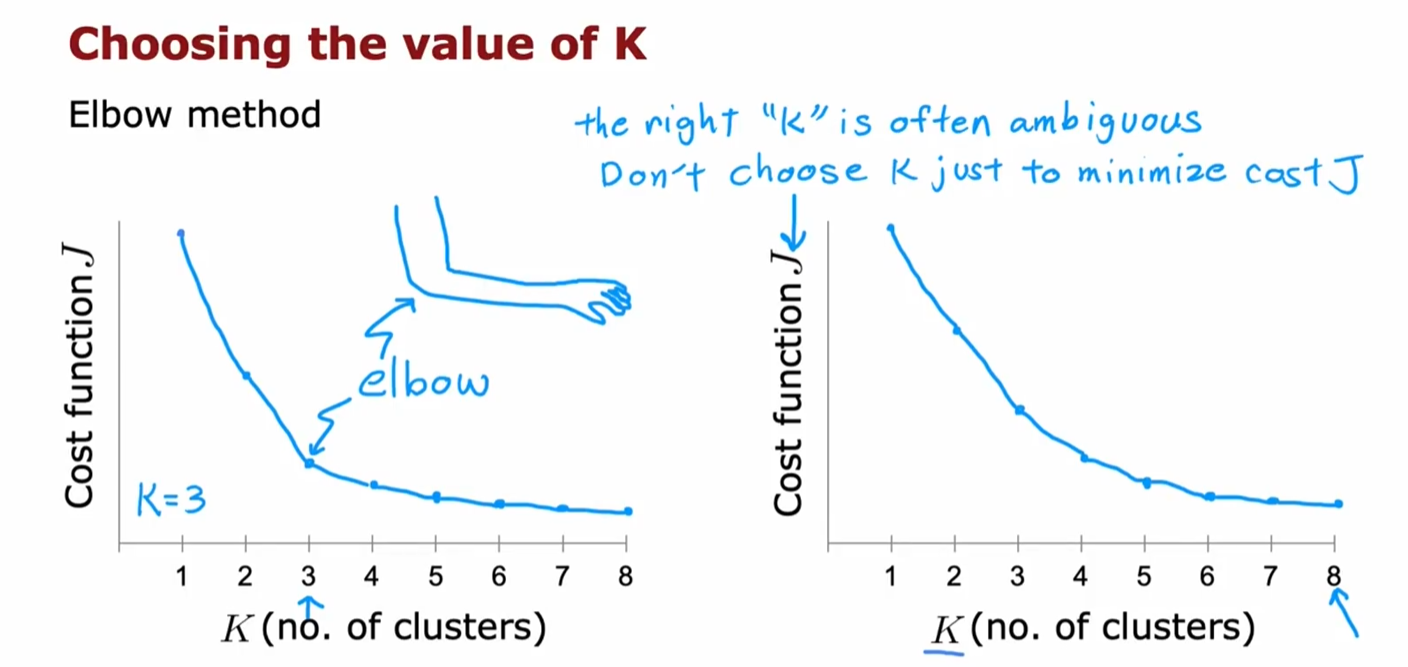 Choosing the value of K
Elbow method
the right "k" is often ambiguous
Don't choose K just to minimize cost J
Cost function J
elbow
K=3
1 2 3 4 5 6 7 8
K (no. of clusters)
Cost function J
1 2 3 4 5 6 7 8
K (no. of clusters)